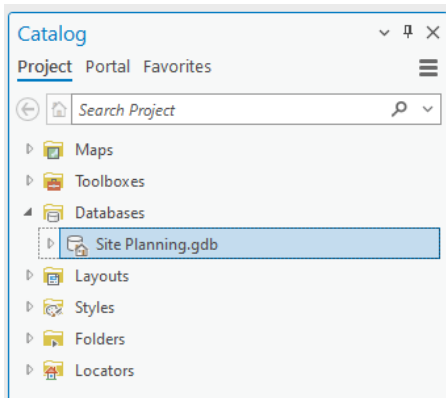 Catalog
Project Portal Favorites
Search Project
Maps
Toolboxes
Databases
Site Planning.gdb
Layouts
Styles
Folders
Locators